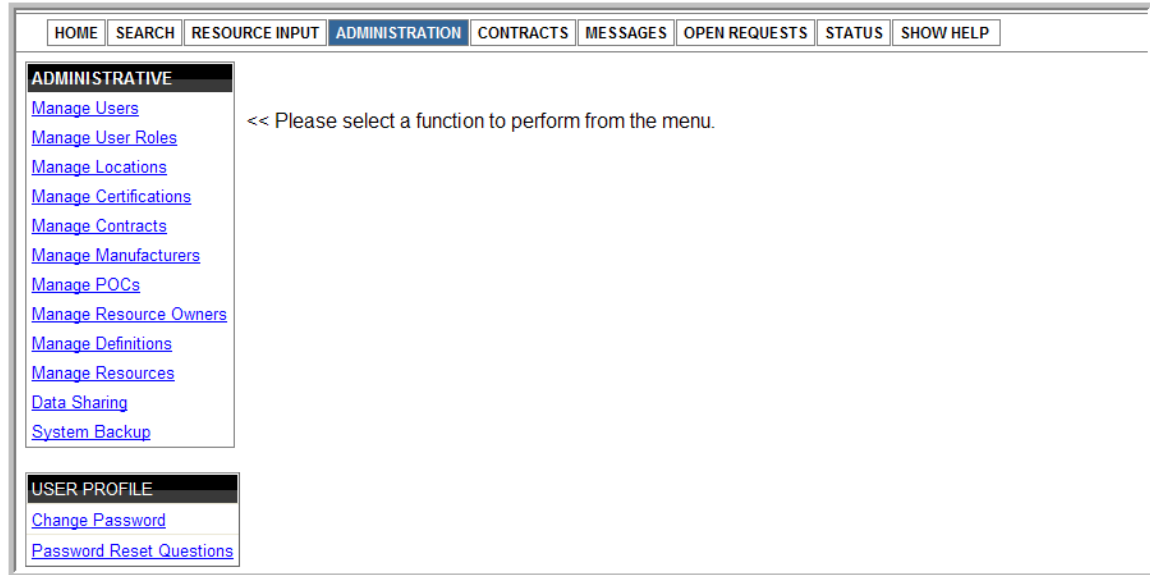 HOME SEARCH RESOURCE INPUT ADMINISTRATION CONTRACTS MESSAGES OPEN REQUESTS STATUS SHOW HELP
ADMINISTRATIVE
Manage Users
<< Please select a function to perform from the menu.
Manage User Roles
Manage Locations
Manage Certifications
Manage Contracts
Manage Manufacturers
Manage POCs
Manage Resource Owners
Manage Definitions
Manage Resources
Data Sharing
System Backup
USER PROFILE
Change Password
Password Reset Questions